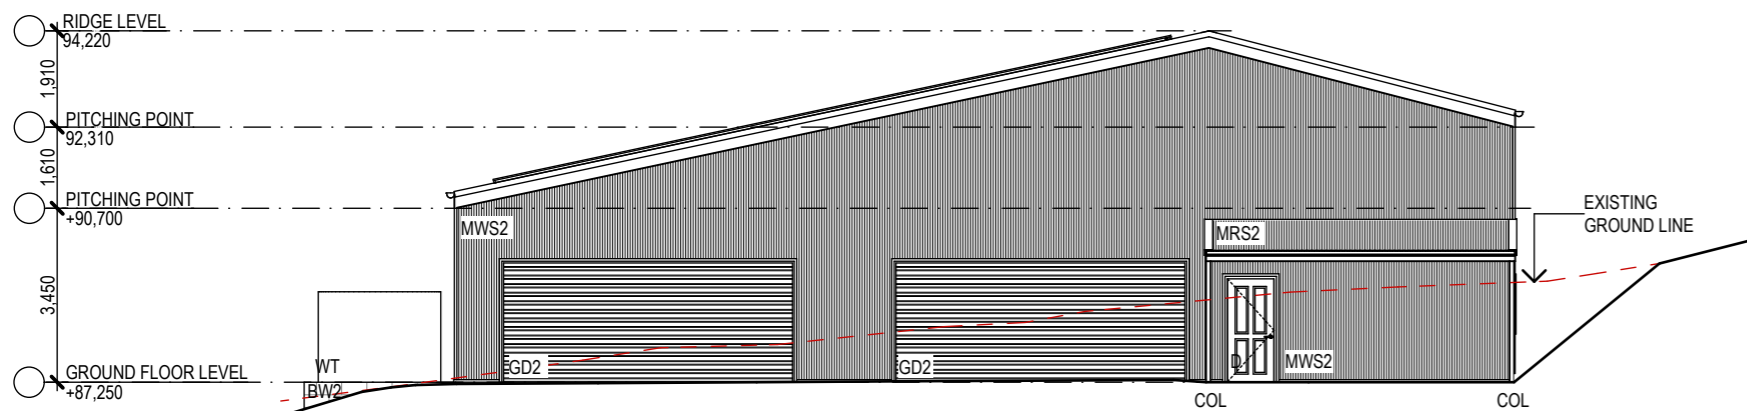 RIDGE LEVEL
94,220
1,910
PITCHING POINT
92,310
1,610
PITCHING POINT
+90,700
MWS2
MRS2
EXISTING
GROUND LINE
3,450
WT
GD2
GD2
D
MWS2
GROUND FLOOR LEVEL
+87,250
BW2
COL
COL